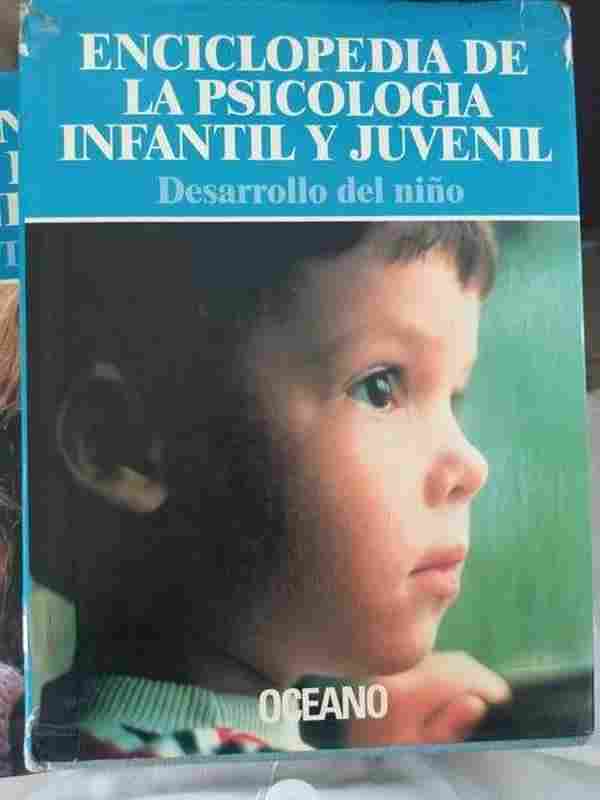 ENCICLOPEDIA DE
LA PSICOLOGIA
INFANTIL Y JUVENIL
Desarrollo del niño
OCEANO